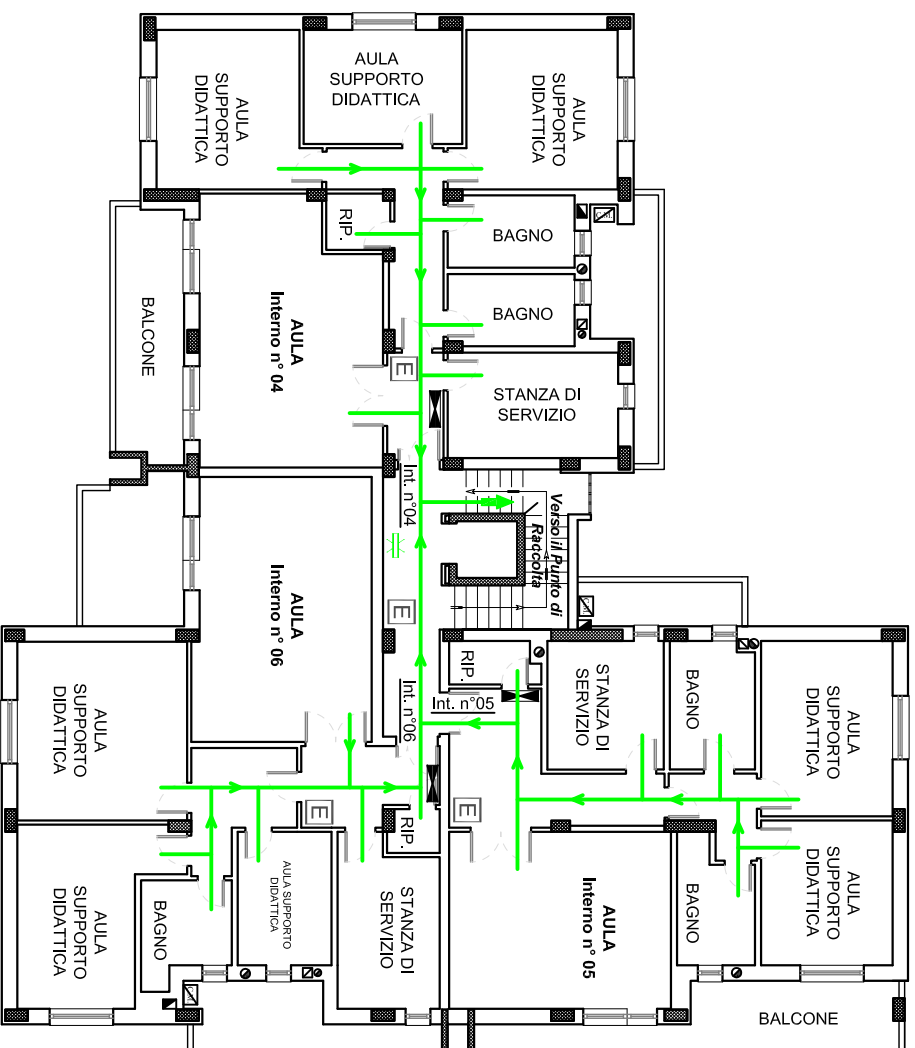 AULA
SUPPORTO
DIDATTICA
AULA
SUPPORTO
DIDATTICA
AULA
SUPPORTO
DIDATTICA
RIP.
BAGNO
BAGNO
STANZA DI
SERVIZIO
BALCONE
AULA
Interno n° 04
E
Int. n°04
Verso il Punto di
Raccolta
AULA
Interno n° 06
E
Int. n°06
Int. n°05
RIP.
STANZA DI
SERVIZIO
BAGNO
AULA
SUPPORTO
DIDATTICA
AULA
SUPPORTO
DIDATTICA
E
RIP.
E
AULA
SUPPORTO
DIDATTICA
AULA
SUPPORTO
DIDATTICA
BAGNO
AULA SUPPORTO
DIDATTICA
STANZA DI
SERVIZIO
AULA
Interno n° 05
BAGNO
BALCONE